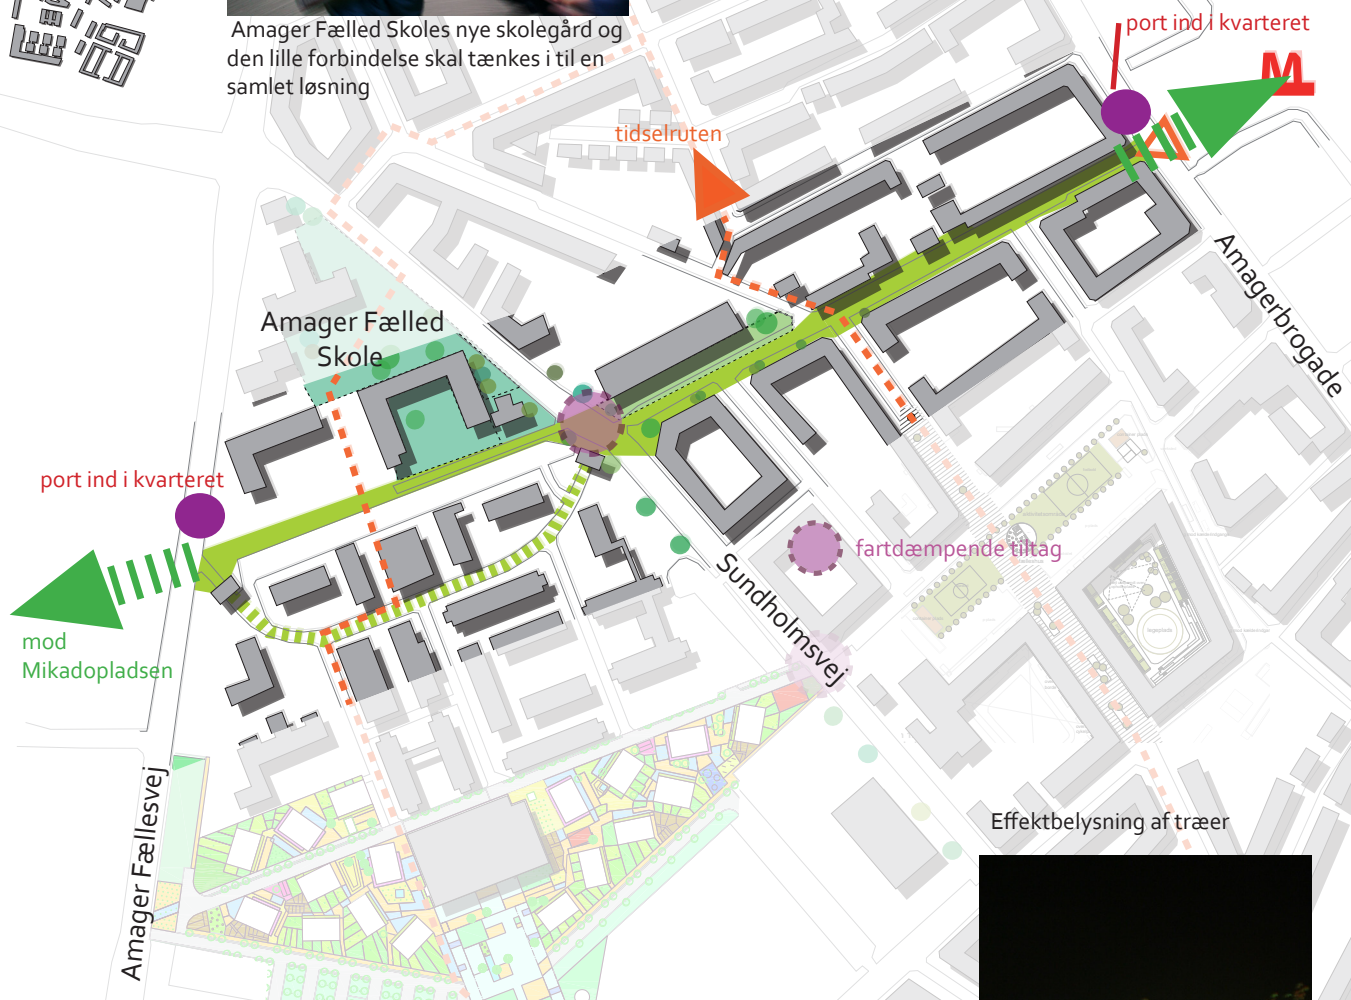 Amager Fælled Skoles nye skolegård og
den lille forbindelse skal tænkes i til en
samlet løsning
port ind i kvarteret
M
tidselruten
Amagerbrogade
Amager Fælled
Skole
port ind i kvarteret
fartdæmpende tiltag
Sundholmsvej
mod
Mikadopladsen
Amager Fællesvej
Effektbelysning af træer